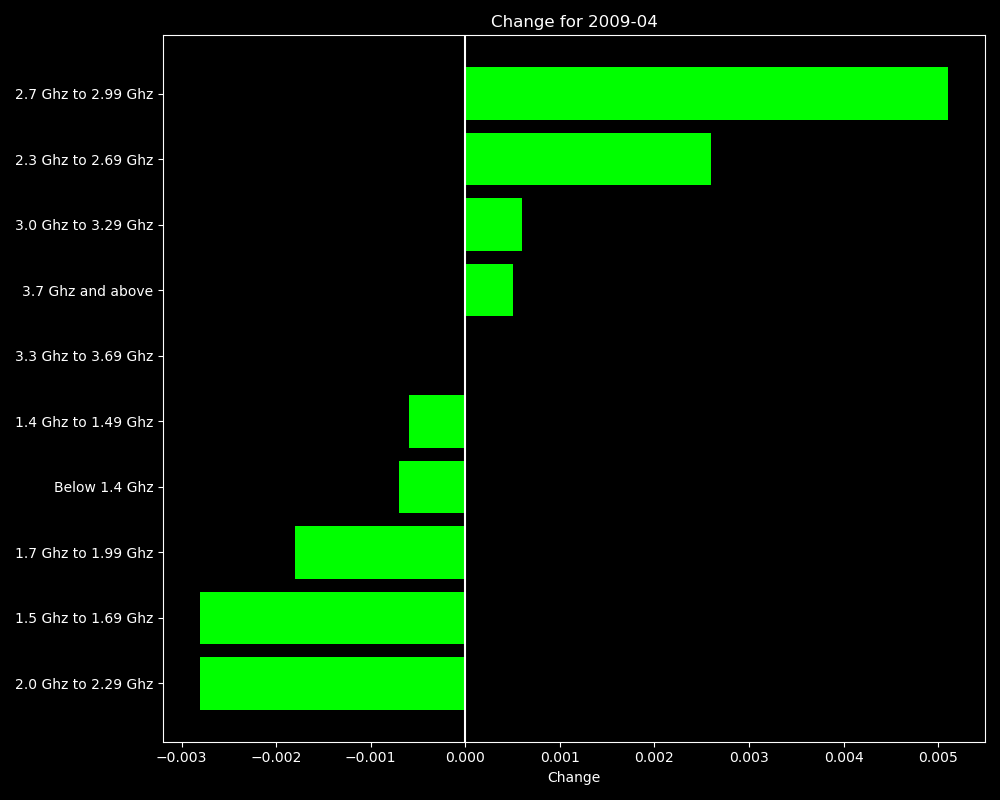 Change for 2009-04
2.7 Ghz to 2.99 Ghz
2.3 Ghz to 2.69 Ghz
3.0 Ghz to 3.29 Ghz
3.7 Ghz and above
3.3 Ghz to 3.69 Ghz
1.4 Ghz to 1.49 Ghz
Below 1.4 Ghz
1.7 Ghz to 1.99 Ghz
1.5 Ghz to 1.69 Ghz
2.0 Ghz to 2.29 Ghz
−0.003 −0.002 −0.001 0.000 0.001 0.002 0.003 0.004 0.005
Change